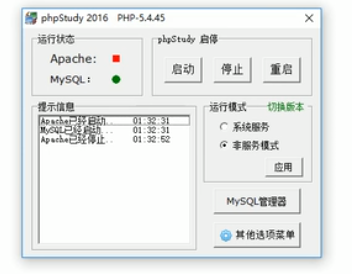 phpStudy 2016 PHP-5.4.45
运行状态
Apache:
MySQL:
phpStudy 启停
启动
停止
重启
提示信息
Apache已经启动.. 01:32:31
MySQL已经启动.. 01:32:31
Apache已经停止.. 01:32:52
运行模式 切换版本
系统服务
非服务模式
应用
MySQL管理器
其他选项菜单